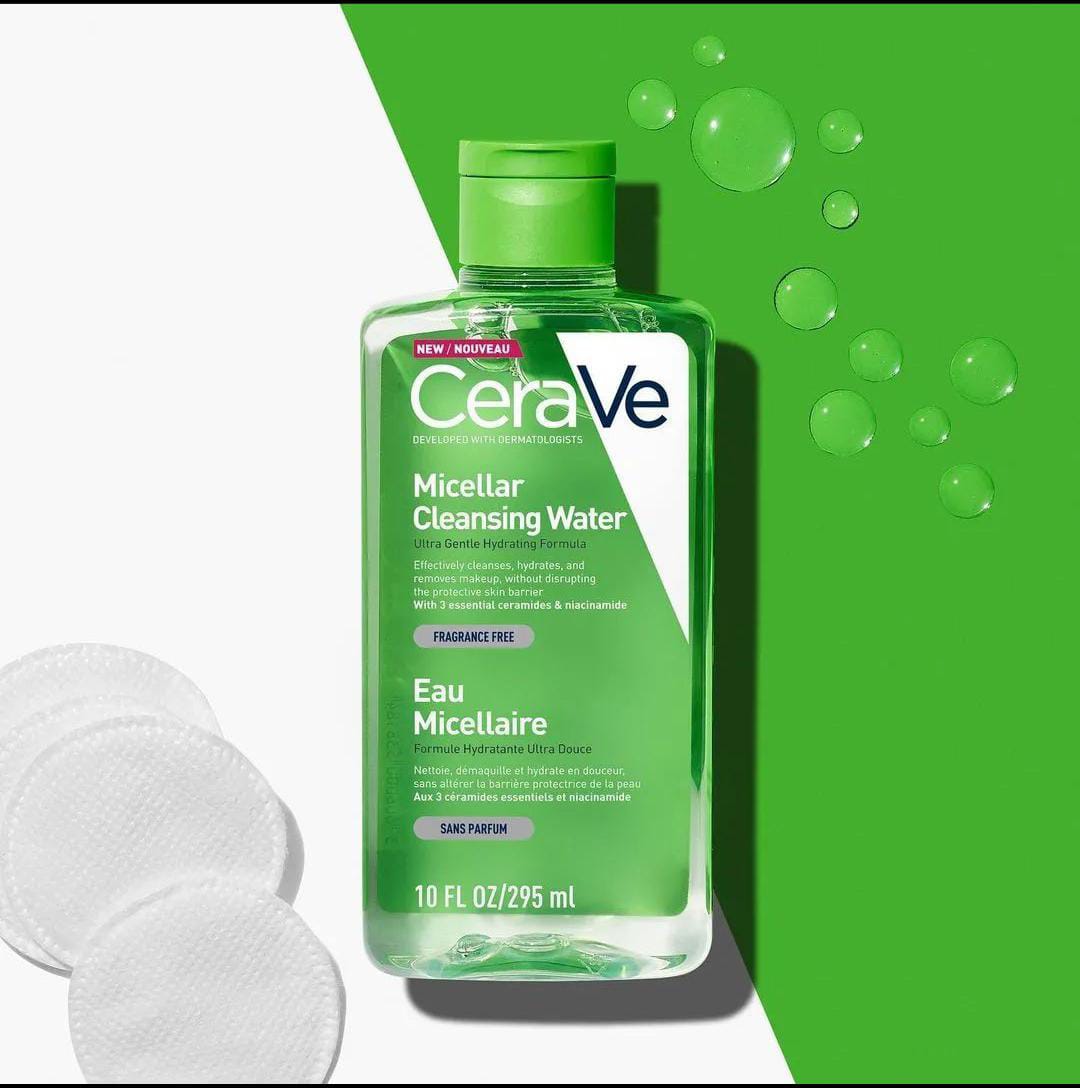 NEW / NOUVEAU
CeraVe
DEVELOPED WITH DERMATOLOGISTS
Micellar
Cleansing Water
Ultra Gentle Hydrating Formula
Effectively cleanses, hydrates, and
removes makeup, without disrupting
the protective skin barrier
With 3 essential ceramides & niacinamide
FRAGRANCE FREE
Eau
Micellaire
Formule Hydratante Ultra Douce
Nettoie, démaquille et hydrate en douceur,
sans altérer la barrière protectrice de la peau
Aux 3 céramides essentiels et niacinamide
SANS PARFUM
10 FL OZ/295 ml